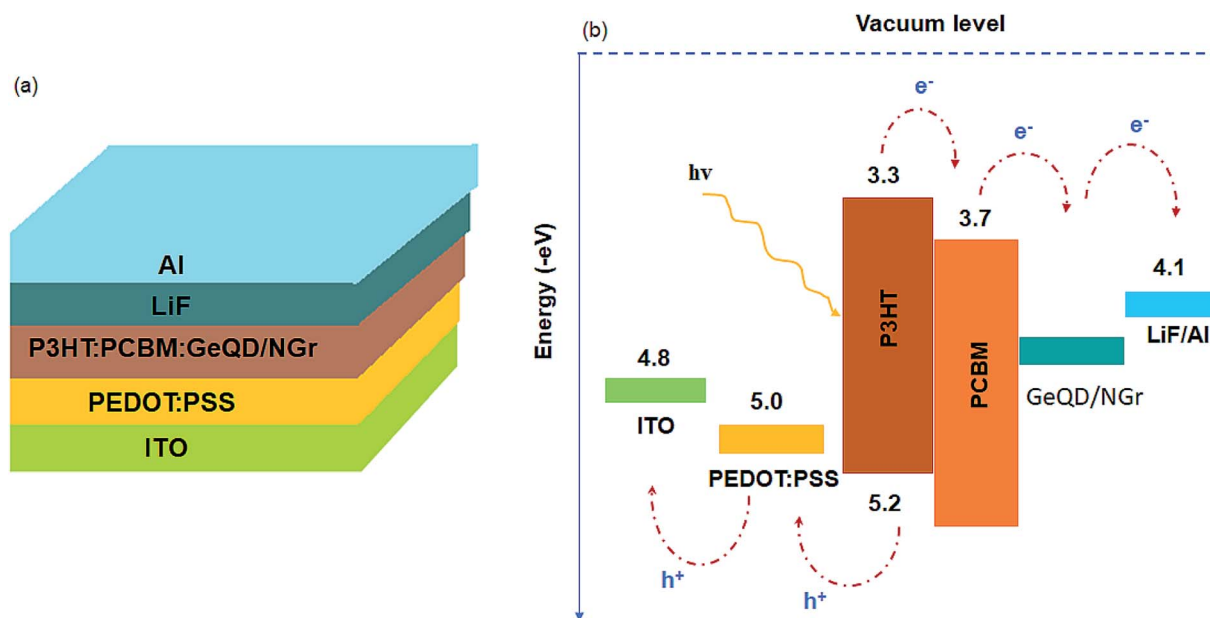 (a)
Al
LiF
P3HT:PCBM:GeQD/NGr
PEDOT:PSS
ITO
(b)
Vacuum level
Energy (-eV)
e-
e-
e-
hv
3.3
3.7
4.1
P3HT
PCBM
LiF/Al
GeQD/NGr
4.8
ITO
5.0
PEDOT:PSS
5.2
h+
h+